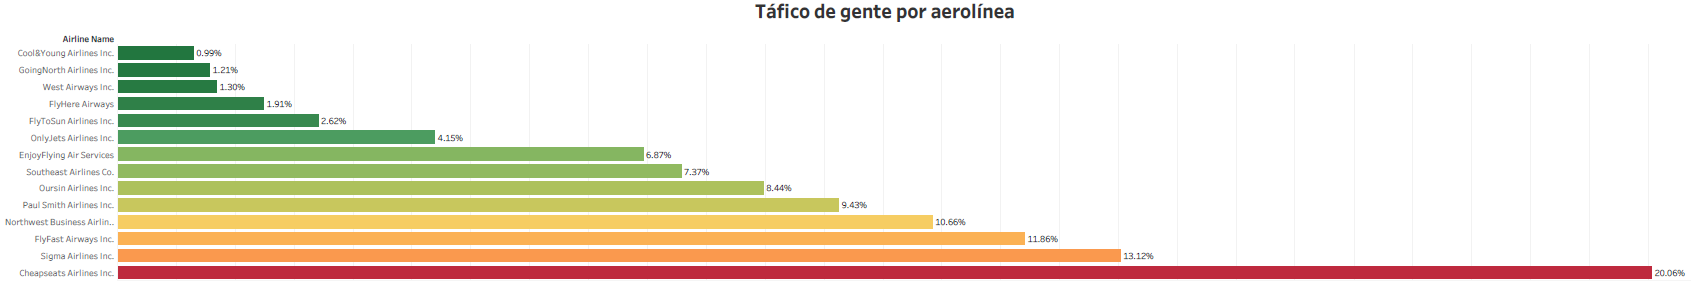 Táfico de gente por aerolínea
Airline Name
Cool&Young Airlines Inc. 0.99%
GoingNorth Airlines Inc. 1.21%
West Airways Inc. 1.30%
FlyHere Airways 1.91%
FlyToSun Airlines Inc. 2.62%
OnlyJets Airlines Inc. 4.15%
EnjoyFlying Air Services 6.87%
Southeast Airlines Co. 7.37%
Oursin Airlines Inc. 8.44%
Paul Smith Airlines Inc. 9.43%
Northwest Business Airlin.. 10.66%
FlyFast Airways Inc. 11.86%
Sigma Airlines Inc. 13.12%
Cheapseats Airlines Inc. 20.06%